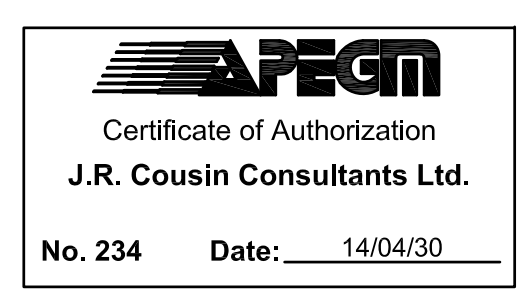 APEGM
Certificate of Authorization
J.R. Cousin Consultants Ltd.
No. 234 Date: 14/04/30